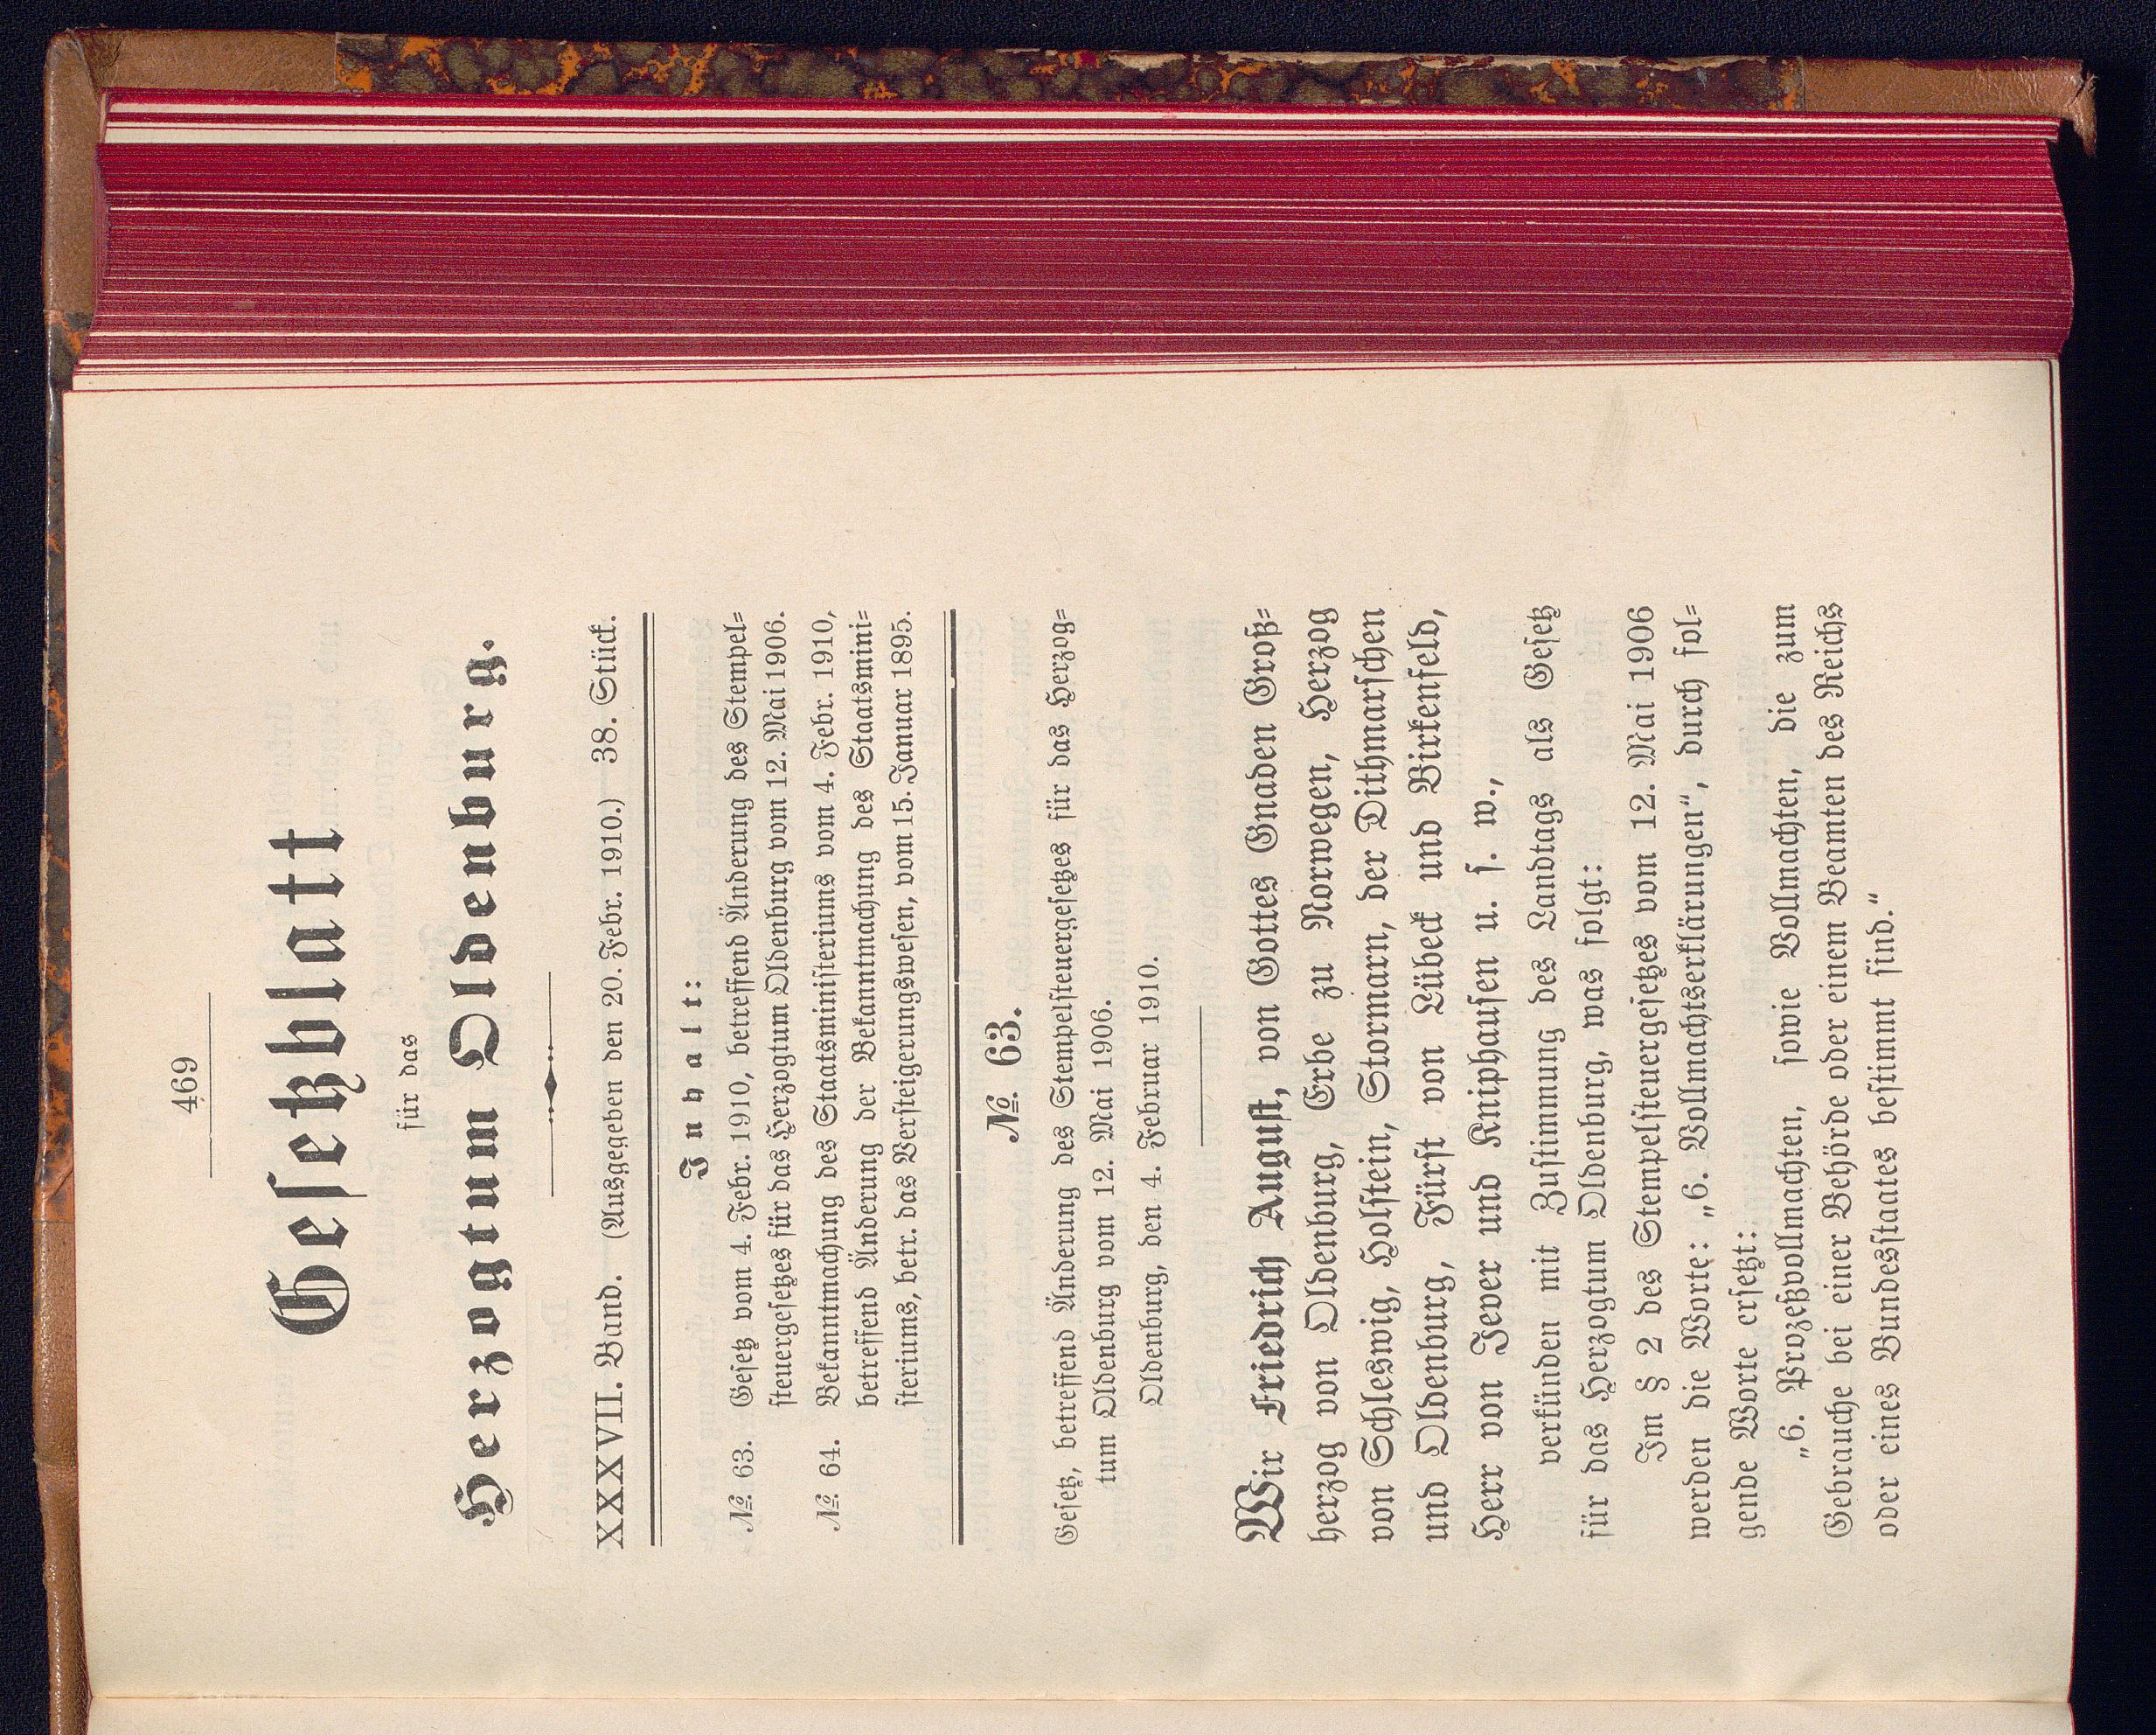 469
Gesetzblatt
für das
Herzogtum Oldenburg.
XXXVII. Band. (Ausgegeben den 20. Febr. 1910.) 38. Stück.
Inhalt:
№. 63. Gesetz vom 4. Febr. 1910, betreffend Änderung des Stempel-
steuergesetzes für das Herzogtum Oldenburg vom 12. Mai 1906.
№. 64. Bekanntmachung des Staatsministeriums vom 4. Febr. 1910,
betreffend Änderung der Bekanntmachung des Staatsmini-
steriums, betr. das Versteigerungswesen, vom 15. Januar 1895.
№. 63.
Gesetz, betreffend Änderung des Stempelsteuergesetzes für das Herzog-
tum Oldenburg vom 12. Mai 1906.
Oldenburg, den 4. Februar 1910.
Wir Friedrich August, von Gottes Gnaden Groß-
herzog von Oldenburg, Erbe zu Norwegen, Herzog
von Schleswig, Holstein, Stormarn, der Dithmarschen
und Oldenburg, Fürst von Lübeck und Birkenfeld,
Herr von Jever und Kniphausen u. s. w.,
verkünden mit Zustimmung des Landtags als Gesetz
für das Herzogtum Oldenburg, was folgt:
Im § 2 des Stempelsteuergesetzes vom 12. Mai 1906
werden die Worte: „6. Vollmachtserklärungen“, durch fol-
gende Worte ersetzt:
„6. Prozeßvollmachten, sowie Vollmachten, die zum
Gebrauche bei einer Behörde oder einem Beamten des Reichs
oder eines Bundesstaates bestimmt sind.“